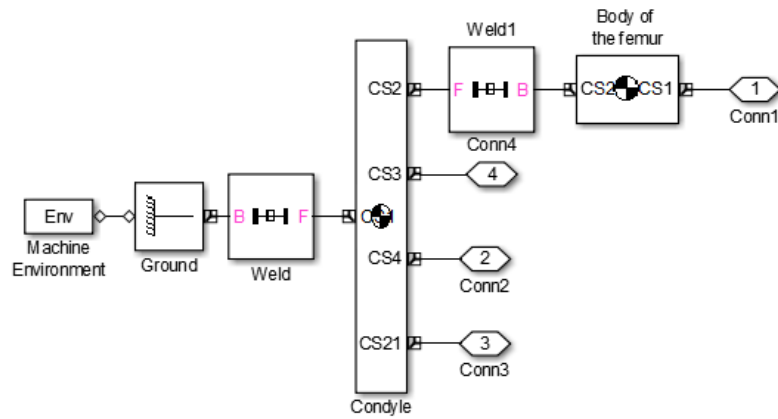 Body of
the femur
Weld1
CS2
F
B
CS2
CS1
1
Conn1
Conn4
CS3
4
Env
Machine
Environment
Ground
B
F
Weld
CS4
2
Conn2
CS21
3
Conn3
Condyle